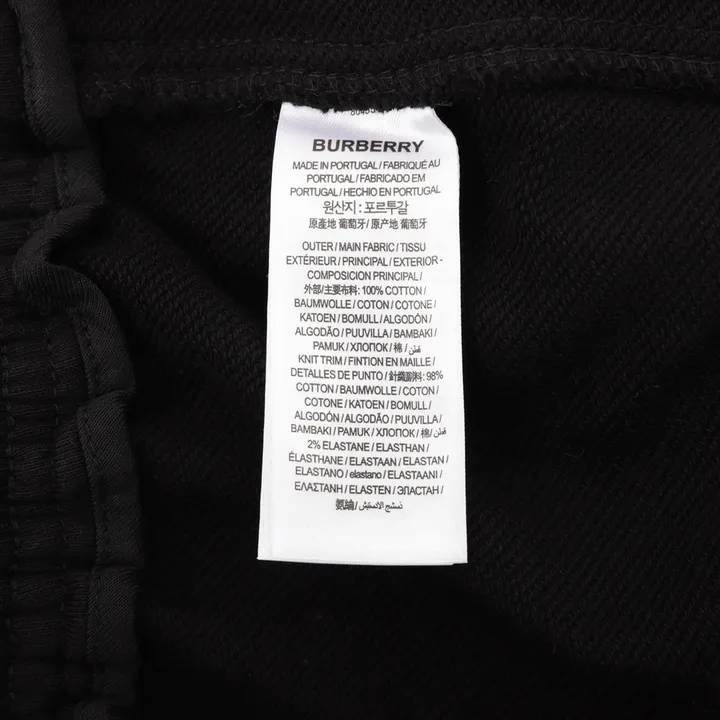 BURBERRY
MADE IN PORTUGAL / FABRIQUÉ AU
PORTUGAL / FABRICADO EM
PORTUGAL / HECHO EN PORTUGAL
원산지 : 포르투갈
原產地 葡萄牙 / 原产地 葡萄牙
OUTER / MAIN FABRIC / TISSU
EXTÉRIEUR / PRINCIPAL / EXTERIOR -
COMPOSICION PRINCIPAL /
外部/主要布料: 100% COTTON /
BAUMWOLLE / COTON / COTONE /
KATOEN / BOMULL / ALGODÓN /
ALGODÃO / PUUVILLA / BAMBAKI /
PAMUK / ХЛОПОК / 棉 / قطن
KNIT TRIM / FINTION EN MAILLE /
DETALLES DE PUNTO / 針織副料: 98%
COTTON / BAUMWOLLE / COTON /
COTONE / KATOEN / BOMULL /
ALGODÓN / ALGODÃO / PUUVILLA /
BAMBAKI / PAMUK / ХЛОПОК / 棉/ قطن
2% ELASTANE / ELASTHAN /
ÉLASTHANE / ELASTAAN / ELASTAN /
ELASTANO / elastano / ELASTAANI /
ΕΛΑΣΤΑΝΗ / ELASTEN / ЭЛАСТАН /